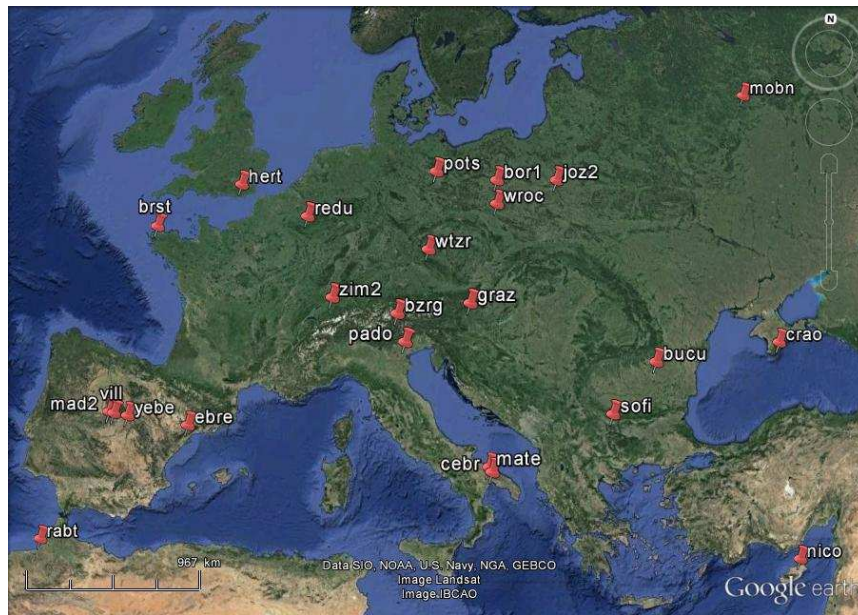 N
mobn
pots
bor1
joz2
hert
wroc
brst
redu
wtzr
zim2
graz
bzrg
pado
crao
bucu
vill
mad2
yebe
ebre
sofi
cebr
mate
rabt
nico
967 km
Data SIO, NOAA, U.S. Navy, NGA, GEBCO
Image Landsat
Image IBCAO
Google earth